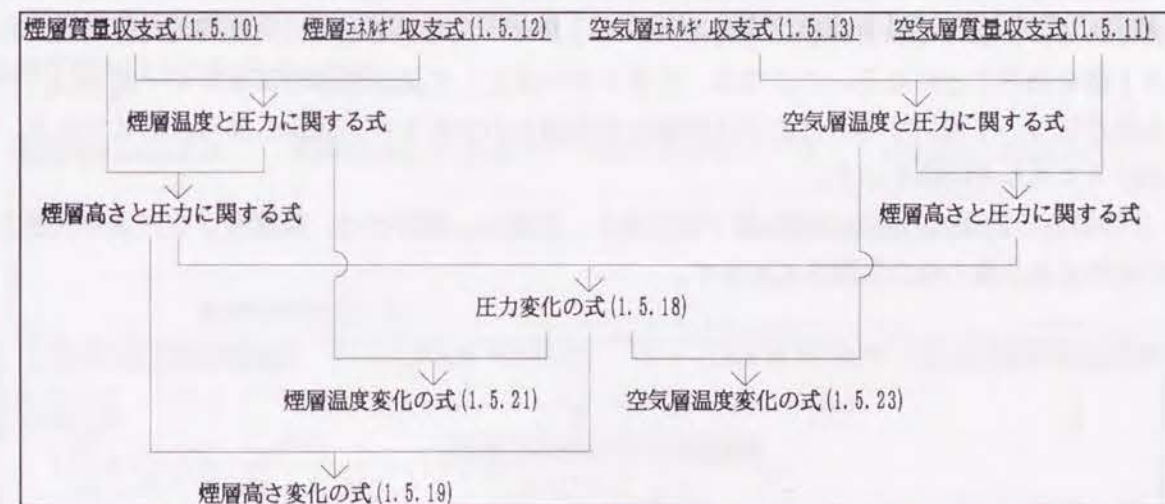 煙層質量収支式(1.5.10) 煙層ｴﾈﾙｷﾞ収支式(1.5.12) 空気層ｴﾈﾙｷﾞ収支式(1.5.13) 空気層質量収支式(1.5.11)
煙層温度と圧力に関する式 空気層温度と圧力に関する式
煙層高さと圧力に関する式 煙層高さと圧力に関する式
圧力変化の式(1.5.18)
煙層温度変化の式(1.5.21) 空気層温度変化の式(1.5.23)
煙層高さ変化の式(1.5.19)